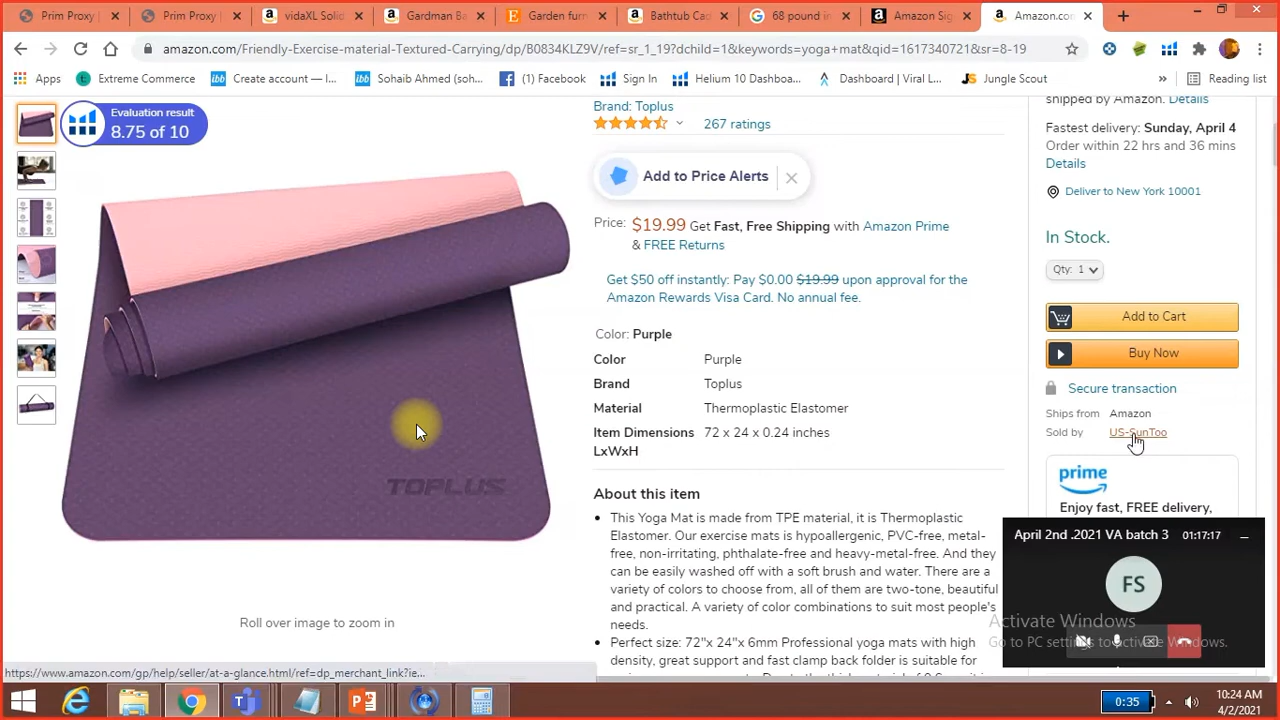 Prim Proxy
Prim Proxy
vidaXL Solid
Gardman Ba
Garden furn
Bathtub Cad
68 pound in
Amazon Sig
Amazon.com
amazon.com/Friendly-Exercise-material-Textured-Carrying/dp/B0834KLZ9V/ref=sr_1_19?dchild=1&keywords=yoga+mat&qid=1617340721&sr=8-19
Apps
Extreme Commerce
Create account — I...
Sohaib Ahmed (soh...
(1) Facebook
Sign In
Helium 10 Dashboa...
Dashboard | Viral L...
Jungle Scout
»
Reading list
Evaluation result
8.75 of 10
TOPLUS
Roll over image to zoom in
Brand: Toplus
267 ratings
Add to Price Alerts
Price: $19.99 Get Fast, Free Shipping with Amazon Prime
& FREE Returns
Get $50 off instantly: Pay $0.00 $19.99 upon approval for the
Amazon Rewards Visa Card. No annual fee.
Color: Purple
Color Purple
Brand Toplus
Material Thermoplastic Elastomer
Item Dimensions 72 x 24 x 0.24 inches
LxWxH
About this item
• This Yoga Mat is made from TPE material, it is Thermoplastic
Elastomer. Our exercise mats is hypoallergenic, PVC-free, metal-
free, non-irritating, phthalate-free and heavy-metal-free. And they
can be easily washed off with a soft brush and water. There are a
variety of colors to choose from, all of them are two-tone, beautiful
and practical. A variety of color combinations to suit most people's
needs.
• Perfect size: 72"x 24"x 6mm Professional yoga mats with high
density, great support and fast clamp back folder is suitable for
shipped by Amazon. Details
Fastest delivery: Sunday, April 4
Order within 22 hrs and 36 mins
Details
Deliver to New York 10001
In Stock.
Qty: 1
Add to Cart
Buy Now
Secure transaction
Ships from Amazon
Sold by US-SunToo
prime
Enjoy fast, FREE delivery,
April 2nd .2021 VA batch 3 01:17:17
FS
Activate Windows
Go to PC settings to activate Windows.
https://www.amazon.com/gp/help/seller/at-a-glance.html/ref=dp_merchant_link?ie...
0:35
10:24 AM
4/2/2021